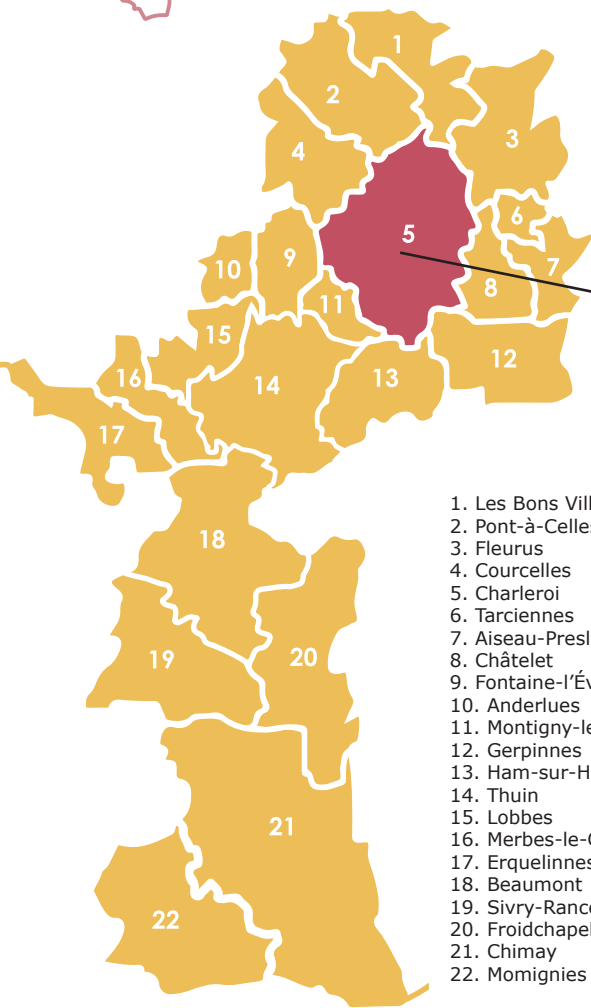 1
2
3
4
5
6
7
8
9
10
11
12
13
14
15
16
17
18
19
20
21
22
1. Les Bons Vill
2. Pont-à-Celles
3. Fleurus
4. Courcelles
5. Charleroi
6. Tarciennes
7. Aiseau-Presl
8. Châtelet
9. Fontaine-l’Év
10. Anderlues
11. Montigny-le
12. Gerpinnes
13. Ham-sur-H
14. Thuin
15. Lobbes
16. Merbes-le-C
17. Erquelinnes
18. Beaumont
19. Sivry-Rance
20. Froidchapel
21. Chimay
22. Momignies